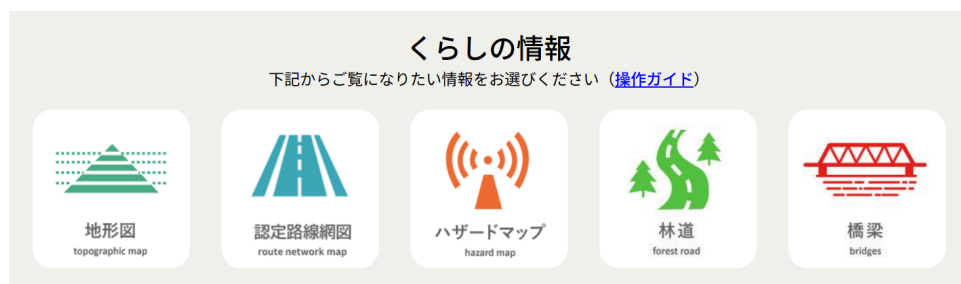 くらしの情報
下記からご覧になりたい情報をお選びください（操作ガイド）
地形図
topographic map
認定路線網図
route network map
ハザードマップ
hazard map
林道
forest road
橋梁
bridges